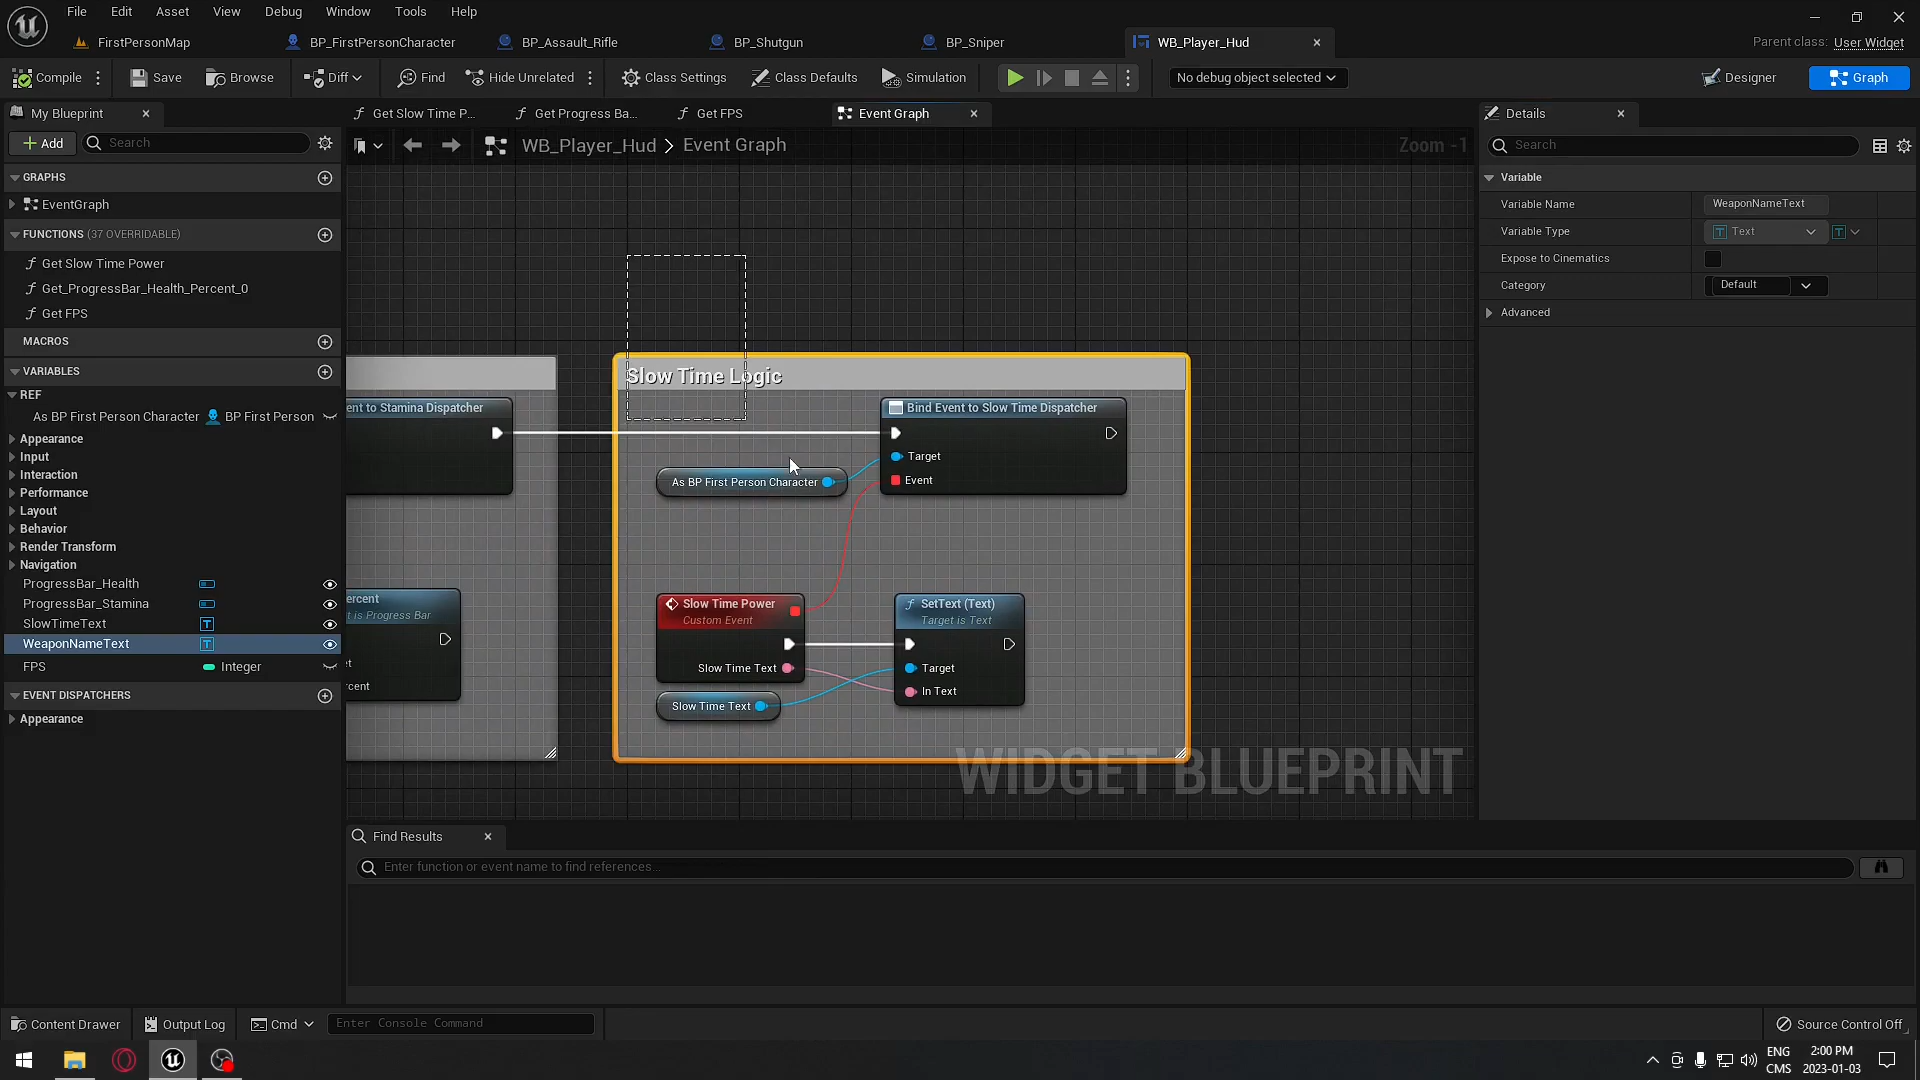 File Edit Asset View Debug Window Tools Help
FirstPersonMap BP_FirstPersonCharacter BP_Assault_Rifle BP_Shutgun BP_Sniper WB_Player_Hud Parent class: User Widget
Compile Save Browse Diff Find Hide Unrelated Class Settings Class Defaults Simulation No debug object selected Designer Graph
My Blueprint
Get Slow Time P... Get Progress Ba... Get FPS Event Graph
Details
Add Search
WB_Player_Hud > Event Graph
Zoom -1
Search
GRAPHS
EventGraph
FUNCTIONS (37 OVERRIDABLE)
Get Slow Time Power
Get_ProgressBar_Health_Percent_0
Get FPS
MACROS
VARIABLES
REF
As BP First Person Character BP First Person
Appearance
Input
Interaction
Performance
Layout
Behavior
Render Transform
Navigation
ProgressBar_Health
ProgressBar_Stamina
SlowTimeText
WeaponNameText
FPS Integer
EVENT DISPATCHERS
Appearance
ent to Stamina Dispatcher
ercent
t is Progress Bar
et
rcent
Slow Time Logic
Bind Event to Slow Time Dispatcher
Target
Event
As BP First Person Character
Slow Time Power
Custom Event
Slow Time Text
Slow Time Text
SetText (Text)
Target is Text
Target
In Text
WIDGET BLUEPRINT
Variable
Variable Name WeaponNameText
Variable Type Text
Expose to Cinematics
Category Default
Advanced
Find Results
Enter function or event name to find references...
Content Drawer Output Log Cmd Enter Console Command Source Control Off
ENG
CMS
2:00 PM
2023-01-03